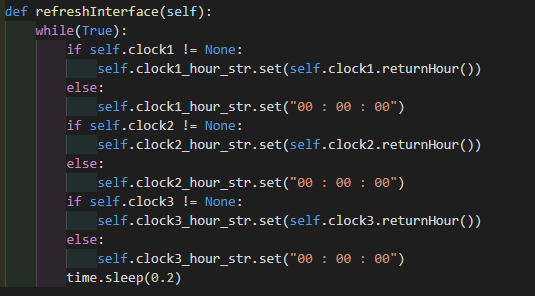 def refreshInterface(self):
    while(True):
        if self.clock1 != None:
            self.clock1_hour_str.set(self.clock1.returnHour())
        else:
            self.clock1_hour_str.set("00 : 00 : 00")
        if self.clock2 != None:
            self.clock2_hour_str.set(self.clock2.returnHour())
        else:
            self.clock2_hour_str.set("00 : 00 : 00")
        if self.clock3 != None:
            self.clock3_hour_str.set(self.clock3.returnHour())
        else:
            self.clock3_hour_str.set("00 : 00 : 00")
        time.sleep(0.2)